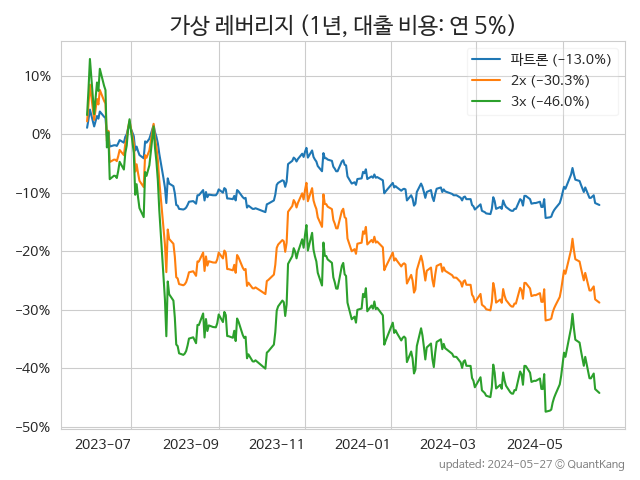 가상 레버리지 (1년, 대출 비용: 연 5%)
파트론 (−13.0%)
2x (−30.3%)
3x (−46.0%)
10%
0%
−10%
−20%
−30%
−40%
−50%
2023-07 2023-09 2023-11 2024-01 2024-03 2024-05
updated: 2024-05-27 © QuantKang